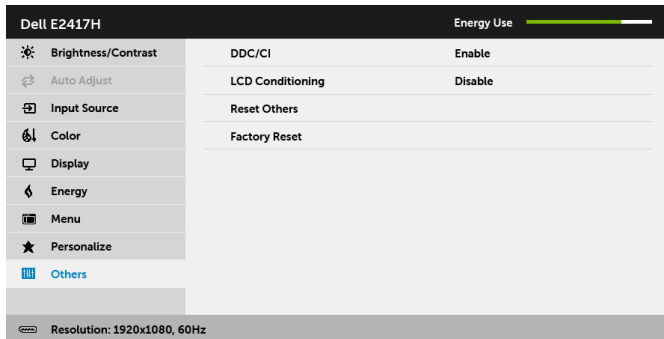 Dell E2417H Energy Use
Brightness/Contrast DDC/CI Enable
Auto Adjust LCD Conditioning Disable
Input Source Reset Others
Color Factory Reset
Display
Energy
Menu
Personalize
Others
Resolution: 1920x1080, 60Hz